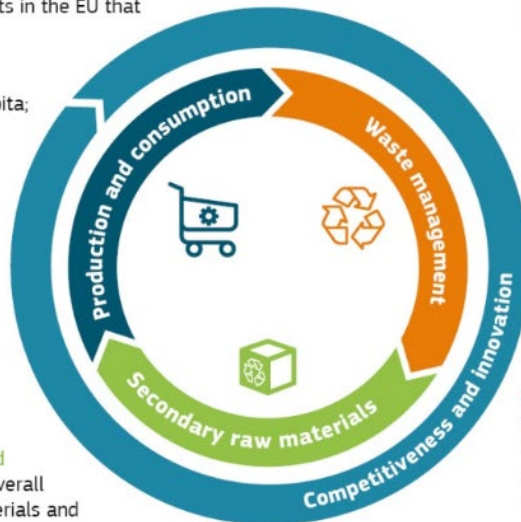 ts in the EU that
pita;
Production and consumption
Waste management
Secondary raw materials
Competitiveness and innovation
d
verall
erials and